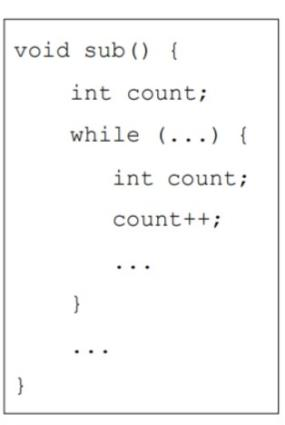 void sub() {
int count;
while (...) {
int count;
count++;
...
}
...
}